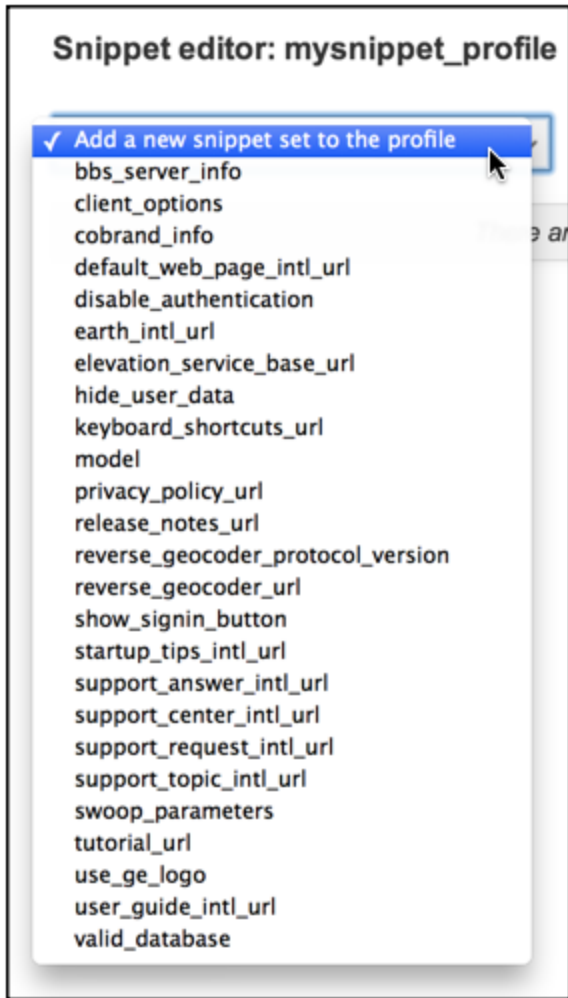 Snippet editor: mysnippet_profile
✓ Add a new snippet set to the profile
bbs_server_info
client_options
cobrand_info
default_web_page_intl_url
disable_authentication
earth_intl_url
elevation_service_base_url
hide_user_data
keyboard_shortcuts_url
model
privacy_policy_url
release_notes_url
reverse_geocoder_protocol_version
reverse_geocoder_url
show_signin_button
startup_tips_intl_url
support_answer_intl_url
support_center_intl_url
support_request_intl_url
support_topic_intl_url
swoop_parameters
tutorial_url
use_ge_logo
user_guide_intl_url
valid_database